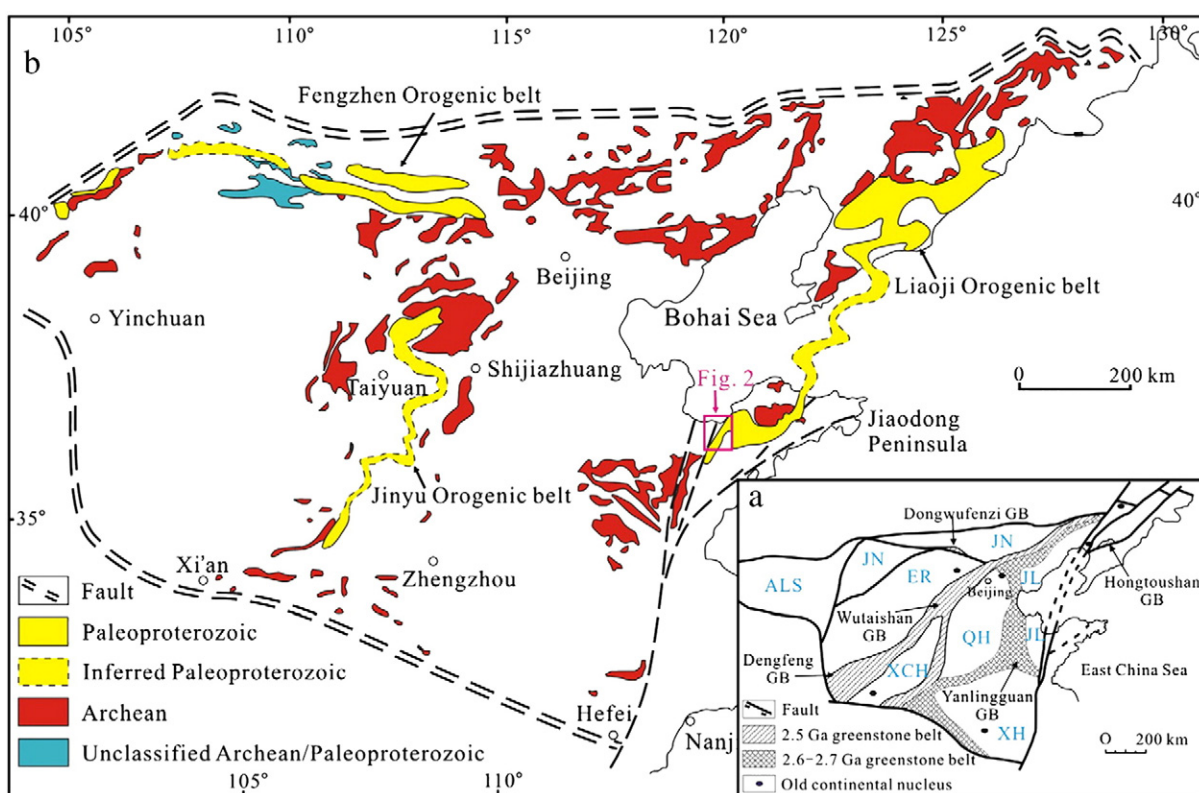 105°
110°
115°
120°
125°
130°
b
Fengzhen Orogenic belt
40°
40°
Beijing
Yinchuan
Bohai Sea
Liaoji Orogenic belt
Taiyuan
Shijiazhuang
Fig. 2
0 200 km
Jiaodong
Peninsula
Jinyu Orogenic belt
35°
Xi'an
Zhengzhou
Fault
Paleoproterozoic
Inferred Paleoproterozoic
Archean
Unclassified Archean/Paleoproterozoic
Hefei
Nanj
105°
110°
a
Dongwufenzi GB
JN
JN
ER
ALS
Beijing
JL
Hongtoushan
GB
Wutaishan
GB
QH
JL
Dengfeng
GB
XCH
East China Sea
Yanlingguan
GB
XH
Fault
2.5 Ga greenstone belt
2.6-2.7 Ga greenstone belt
Old continental nucleus
0 200 km